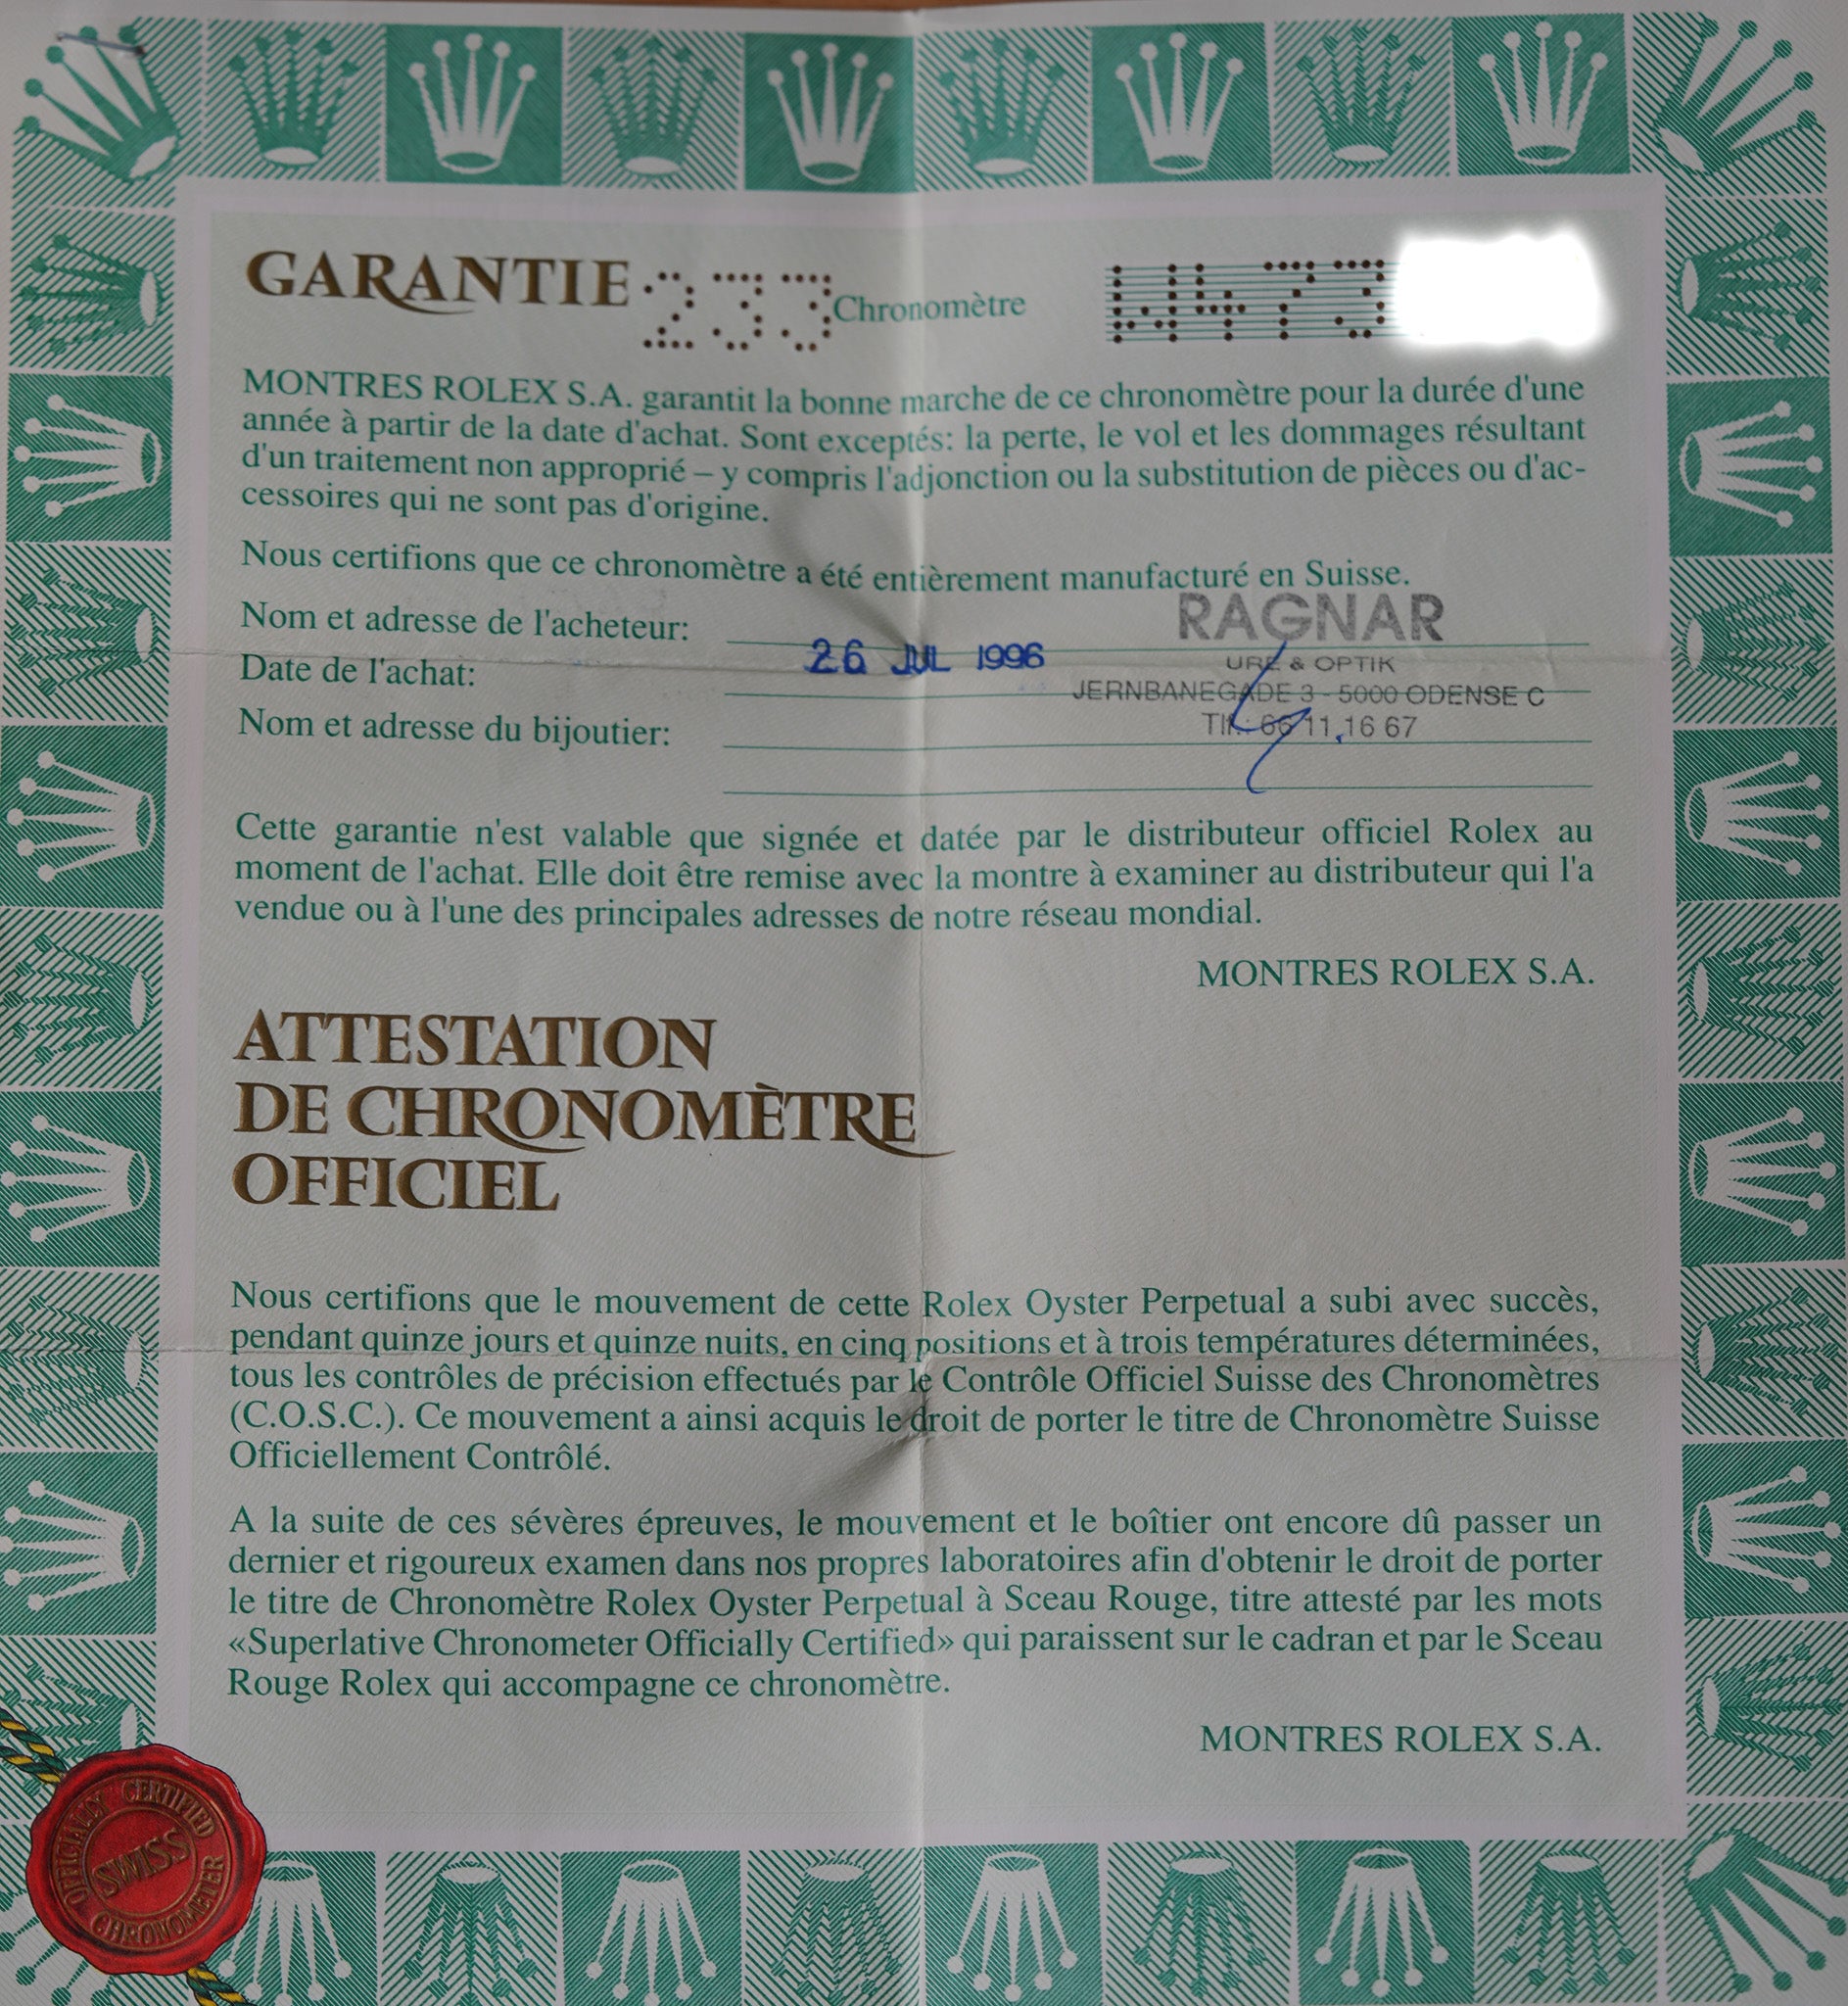 GARANTIE 233 Chronomètre W473
MONTRES ROLEX S.A. garantit la bonne marche de ce chronomètre pour la durée d'une
année à partir de la date d'achat. Sont exceptés: la perte, le vol et les dommages résultant
d'un traitement non approprié – y compris l'adjonction ou la substitution de pièces ou d'ac-
cessoires qui ne sont pas d'origine.
Nous certifions que ce chronomètre a été entièrement manufacturé en Suisse.
RAGNAR
Nom et adresse de l'acheteur:
26 JUL 1996
URE & OPTIK
Date de l'achat:
JERNBANEGADE 3 - 5000 ODENSE C
Nom et adresse du bijoutier:
Tlf.: 66 11 16 67
Cette garantie n'est valable que signée et datée par le distributeur officiel Rolex au
moment de l'achat. Elle doit être remise avec la montre à examiner au distributeur qui l'a
vendue ou à l'une des principales adresses de notre réseau mondial.
MONTRES ROLEX S.A.
ATTESTATION
DE CHRONOMÈTRE
OFFICIEL
Nous certifions que le mouvement de cette Rolex Oyster Perpetual a subi avec succès,
pendant quinze jours et quinze nuits, en cinq positions et à trois températures déterminées,
tous les contrôles de précision effectués par le Contrôle Officiel Suisse des Chronomètres
(C.O.S.C.). Ce mouvement a ainsi acquis le droit de porter le titre de Chronomètre Suisse
Officiellement Contrôlé.
A la suite de ces sévères épreuves, le mouvement et le boîtier ont encore dû passer un
dernier et rigoureux examen dans nos propres laboratoires afin d'obtenir le droit de porter
le titre de Chronomètre Rolex Oyster Perpetual à Sceau Rouge, titre attesté par les mots
«Superlative Chronometer Officially Certified» qui paraissent sur le cadran et par le Sceau
Rouge Rolex qui accompagne ce chronomètre.
MONTRES ROLEX S.A.
OFFICIALLY CERTIFIED
SWISS
CHRONOMETER